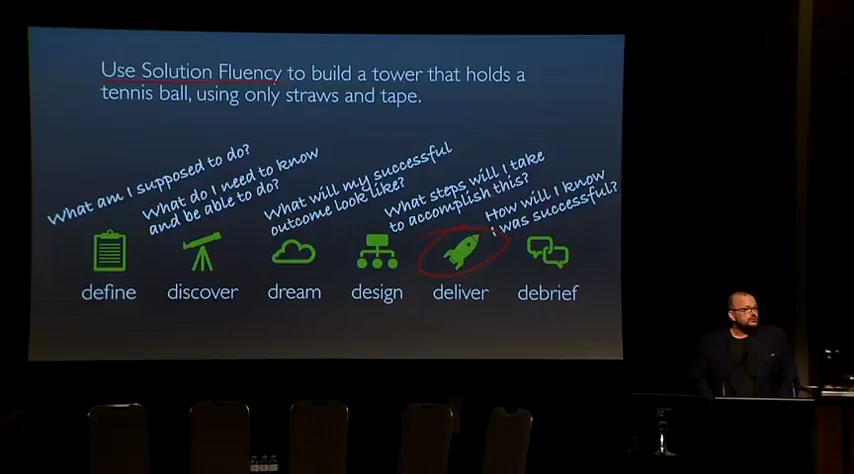 Use Solution Fluency to build a tower that holds a
tennis ball, using only straws and tape.
What am I supposed to do?
What do I need to know
and be able to do?
What will my successful
outcome look like?
What steps will I take
to accomplish this?
How will I know
i was successful?
define
discover
dream
design
deliver
debrief